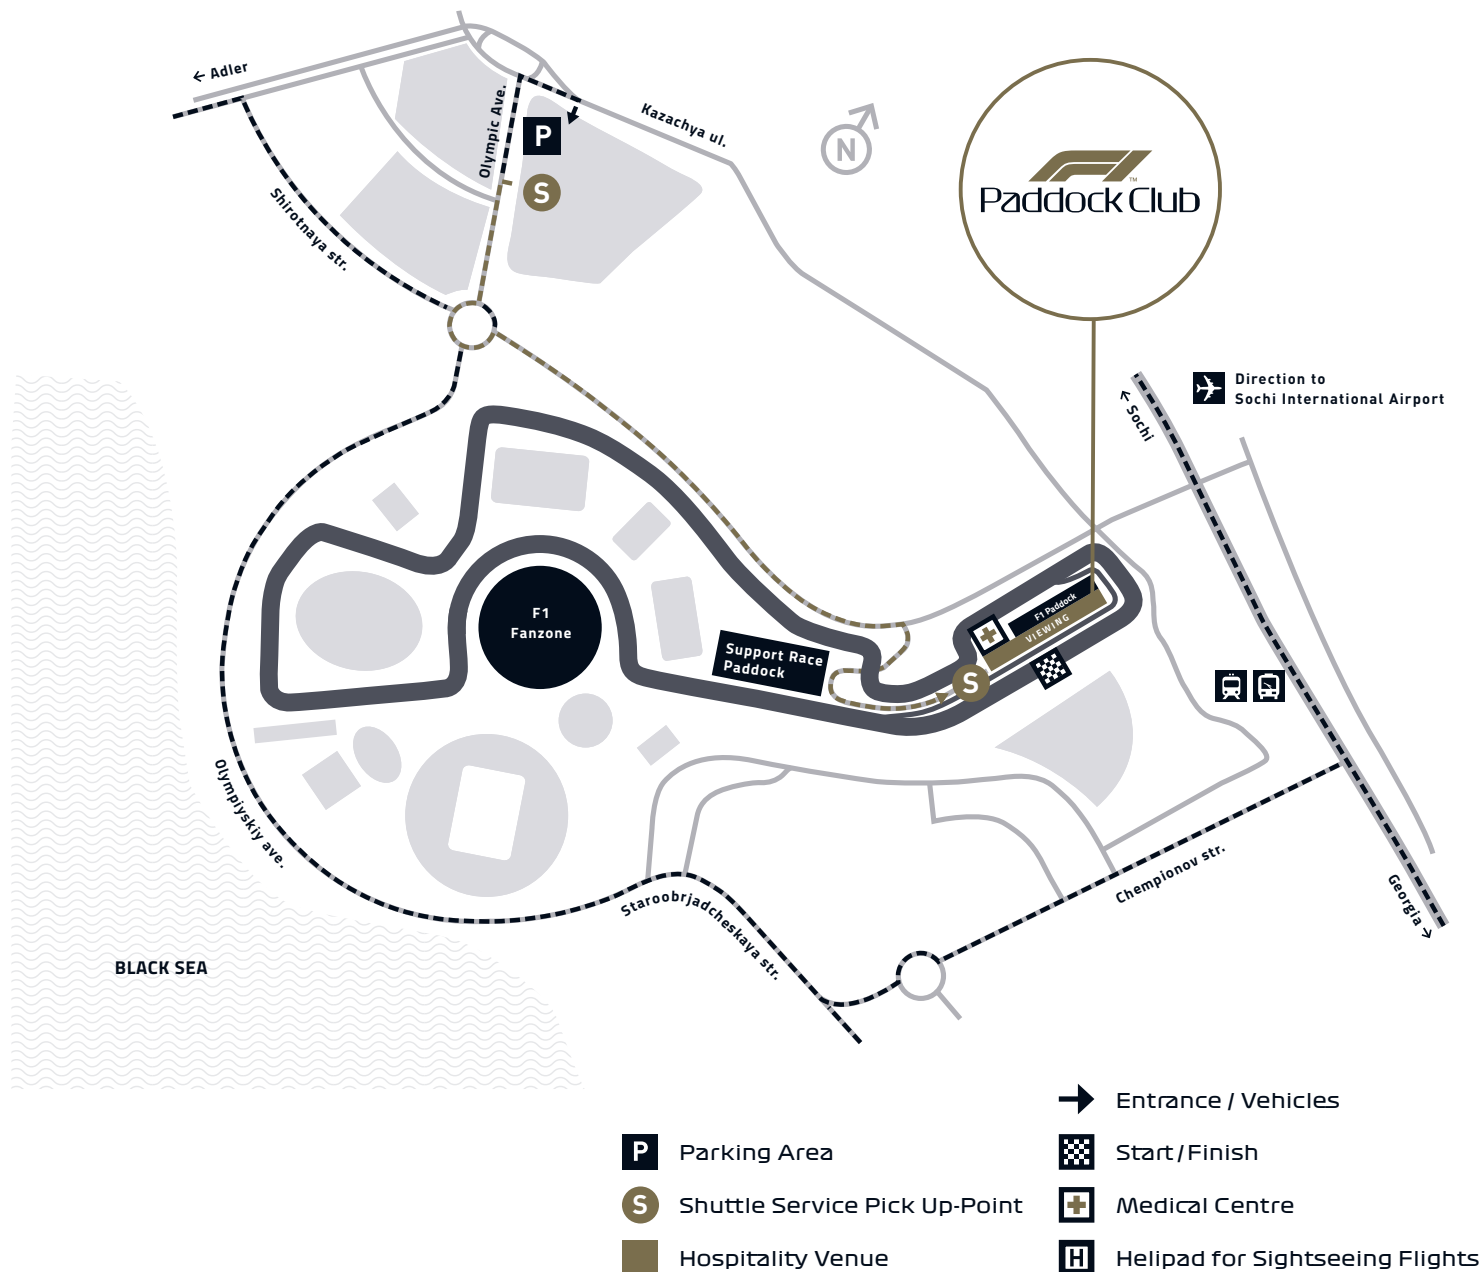 ← Adler
Olympic Ave.
P
S
Kazachya ul.
N
Paddock Club
™
Shirotnaya str.
Direction to
Sochi International Airport
← Sochi
F1
Fanzone
F1 Paddock
VIEWING
Support Race
Paddock
S
Olympiyskiy ave.
Staroobrjadcheskaya str.
Chempionov str.
Georgia →
BLACK SEA
Entrance / Vehicles
P Parking Area
Start/Finish
S Shuttle Service Pick Up-Point
Medical Centre
Hospitality Venue
H Helipad for Sightseeing Flights